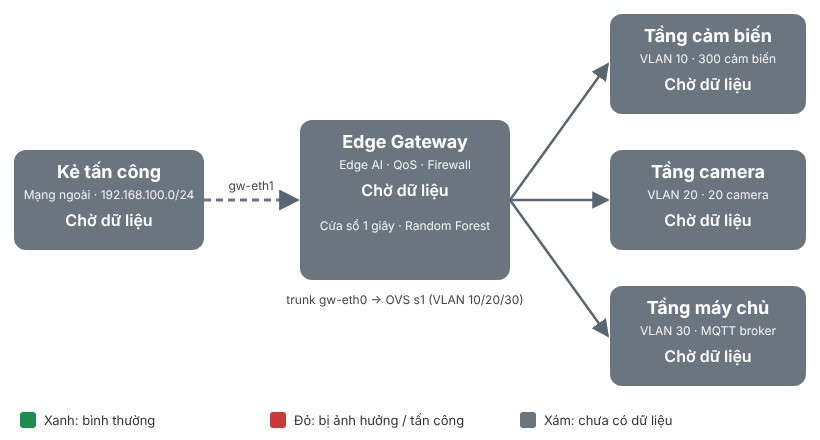 Kẻ tấn công
Mạng ngoài · 192.168.100.0/24
Chờ dữ liệu
gw-eth1
Edge Gateway
Edge AI · QoS · Firewall
Chờ dữ liệu
Cửa sổ 1 giây · Random Forest
trunk gw-eth0 → OVS s1 (VLAN 10/20/30)
Tầng cảm biến
VLAN 10 · 300 cảm biến
Chờ dữ liệu
Tầng camera
VLAN 20 · 20 camera
Chờ dữ liệu
Tầng máy chủ
VLAN 30 · MQTT broker
Chờ dữ liệu
Xanh: bình thường
Đỏ: bị ảnh hưởng / tấn công
Xám: chưa có dữ liệu